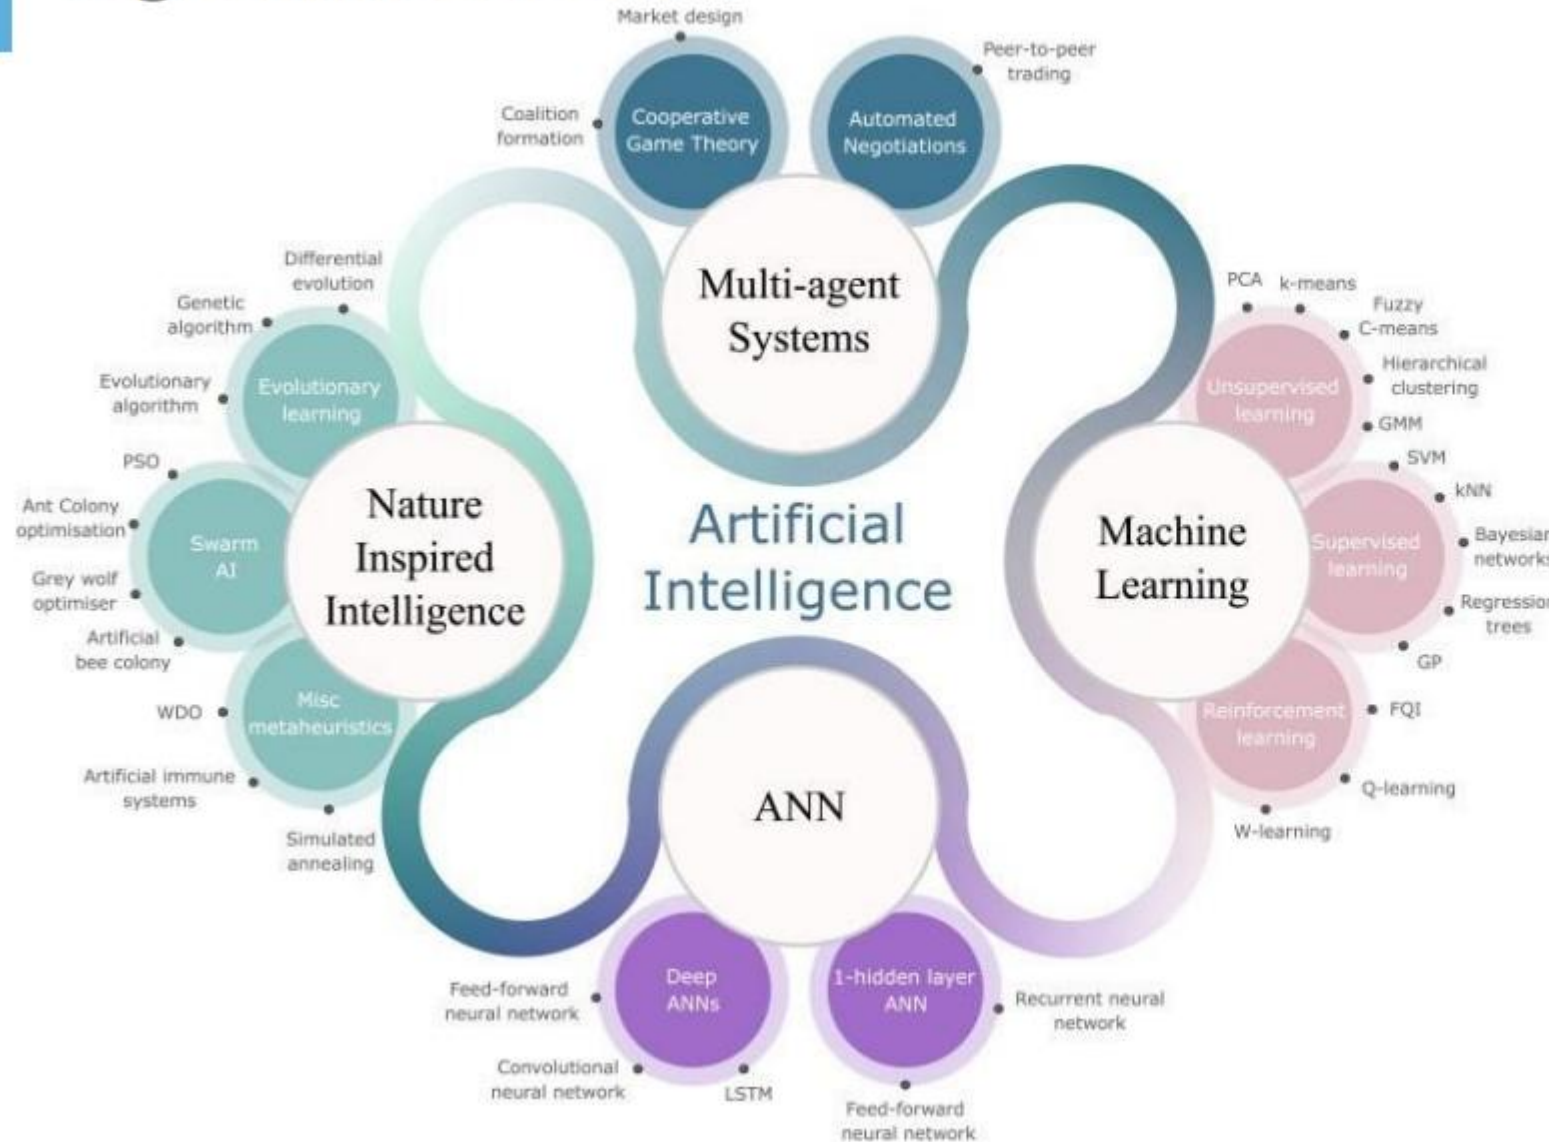 Market design
Peer-to-peer
trading
Coalition
formation
Cooperative
Game Theory
Automated
Negotiations
Multi-agent
Systems
Differential
evolution
Genetic
algorithm
Evolutionary
algorithm
Evolutionary
learning
PSO
Ant Colony
optimisation
Grey wolf
optimiser
Artificial
bee colony
Swarm
AI
Nature
Inspired
Intelligence
WDO
Misc
metaheuristics
Artificial immune
systems
Simulated
annealing
Artificial
Intelligence
PCA
k-means
Fuzzy
C-means
Hierarchical
clustering
GMM
Unsupervised
learning
SVM
kNN
Bayesian
networks
Regression
trees
GP
Supervised
learning
Machine
Learning
Reinforcement
learning
FQI
Q-learning
W-learning
ANN
Deep
ANNs
1-hidden layer
ANN
Feed-forward
neural network
Convolutional
neural network
LSTM
Recurrent neural
network
Feed-forward
neural network